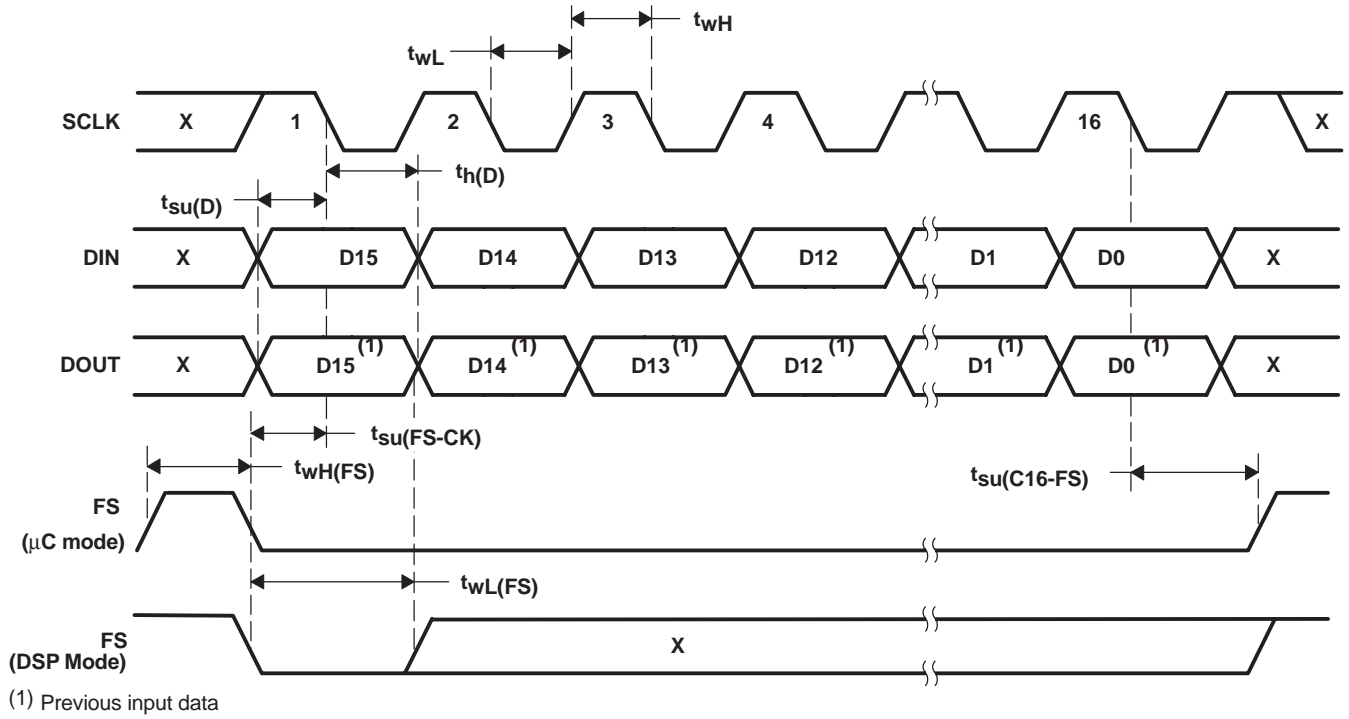 twH
twL
SCLK X 1 2 3 4 16 X
th(D)
tsu(D)
DIN X D15 D14 D13 D12 D1 D0 X
DOUT X D15(1) D14(1) D13(1) D12(1) D1(1) D0(1) X
tsu(FS-CK)
twH(FS)
tsu(C16-FS)
FS
(µC mode)
twL(FS)
FS
(DSP Mode)
X
(1) Previous input data